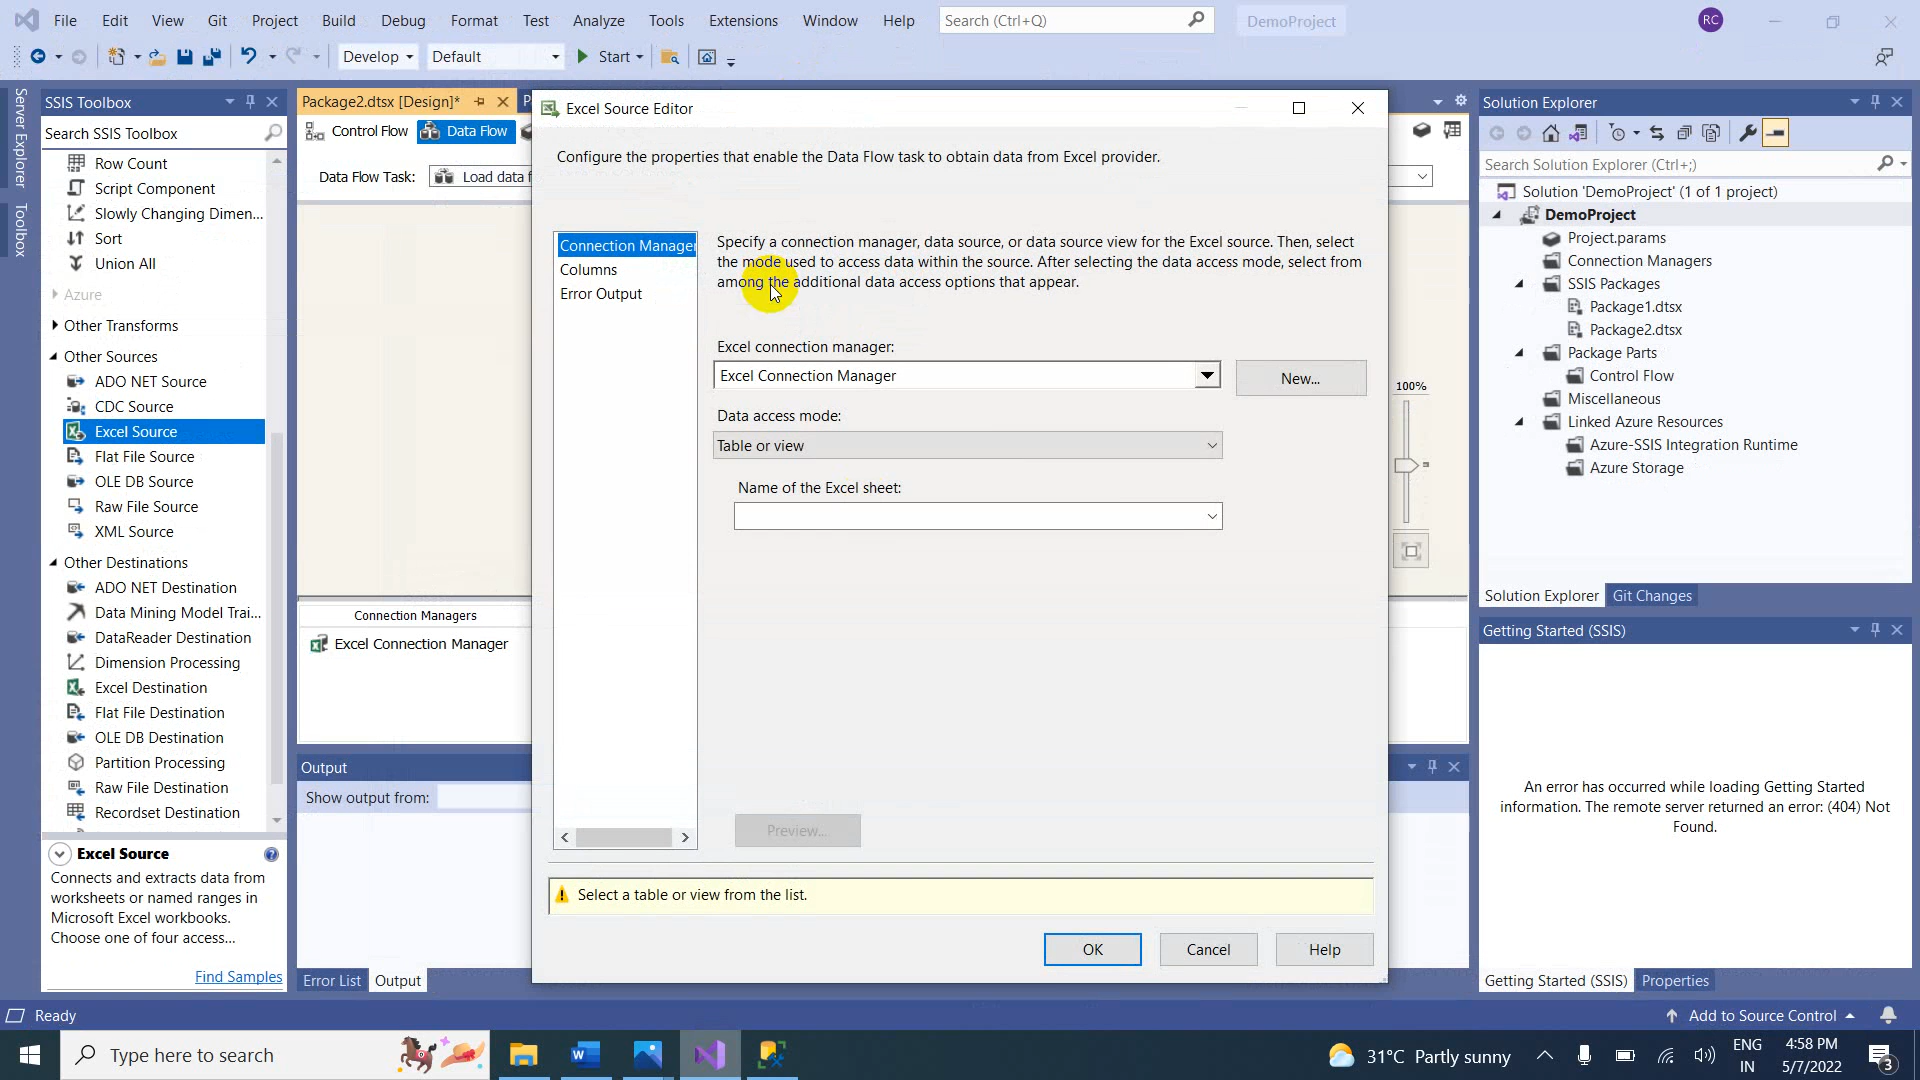 File Edit View Git Project Build Debug Format Test Analyze Tools Extensions Window Help Search (Ctrl+Q) DemoProject RC
Develop Default Start
Server Explorer
Toolbox
SSIS Toolbox
Search SSIS Toolbox
Row Count
Script Component
Slowly Changing Dimen...
Sort
Union All
Azure
Other Transforms
Other Sources
ADO NET Source
CDC Source
Excel Source
Flat File Source
OLE DB Source
Raw File Source
XML Source
Other Destinations
ADO NET Destination
Data Mining Model Trai...
DataReader Destination
Dimension Processing
Excel Destination
Flat File Destination
OLE DB Destination
Partition Processing
Raw File Destination
Recordset Destination
Excel Source
Connects and extracts data from
worksheets or named ranges in
Microsoft Excel workbooks.
Choose one of four access...
Find Samples
Package2.dtsx [Design]*
Control Flow Data Flow
Data Flow Task: Load data f
Connection Managers
Excel Connection Manager
Output
Show output from:
Error List Output
100%
Excel Source Editor
Configure the properties that enable the Data Flow task to obtain data from Excel provider.
Connection Manager
Columns
Error Output
Specify a connection manager, data source, or data source view for the Excel source. Then, select
the mode used to access data within the source. After selecting the data access mode, select from
among the additional data access options that appear.
Excel connection manager:
Excel Connection Manager New...
Data access mode:
Table or view
Name of the Excel sheet:
Preview...
Select a table or view from the list.
OK Cancel Help
Solution Explorer
Search Solution Explorer (Ctrl+;)
Solution 'DemoProject' (1 of 1 project)
DemoProject
Project.params
Connection Managers
SSIS Packages
Package1.dtsx
Package2.dtsx
Package Parts
Control Flow
Miscellaneous
Linked Azure Resources
Azure-SSIS Integration Runtime
Azure Storage
Solution Explorer Git Changes
Getting Started (SSIS)
An error has occurred while loading Getting Started
information. The remote server returned an error: (404) Not
Found.
Getting Started (SSIS) Properties
Ready Add to Source Control
Type here to search 31°C Partly sunny
ENG
IN
4:58 PM
5/7/2022
3